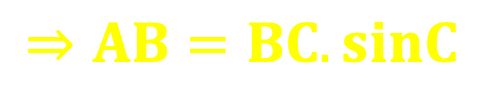 ⇒ AB = BC. sinC